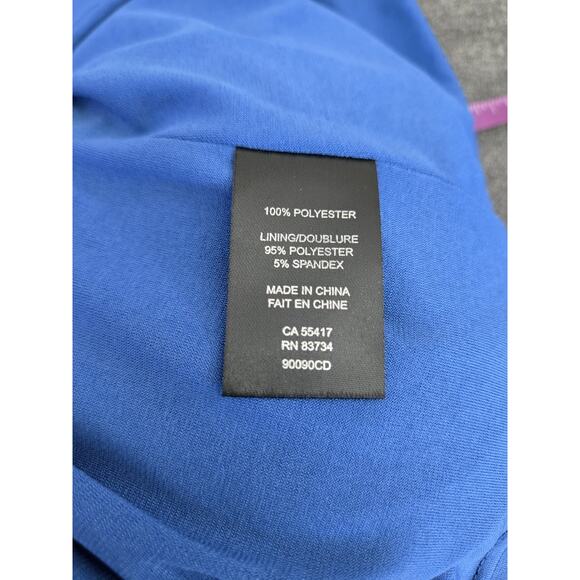 100% POLYESTER
LINING/DOUBLURE
95% POLYESTER
5% SPANDEX
MADE IN CHINA
FAIT EN CHINE
CA 55417
RN 83734
90090CD